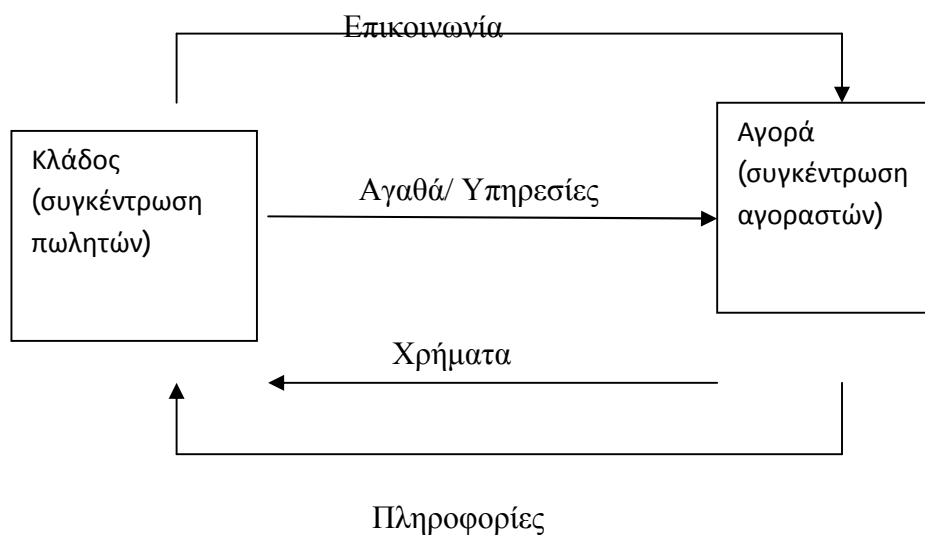 Επικοινωνία
Κλάδος
(συγκέντρωση
πωλητών)
Αγαθά/ Υπηρεσίες
Αγορά
(συγκέντρωση
αγοραστών)
Χρήματα
Πληροφορίες